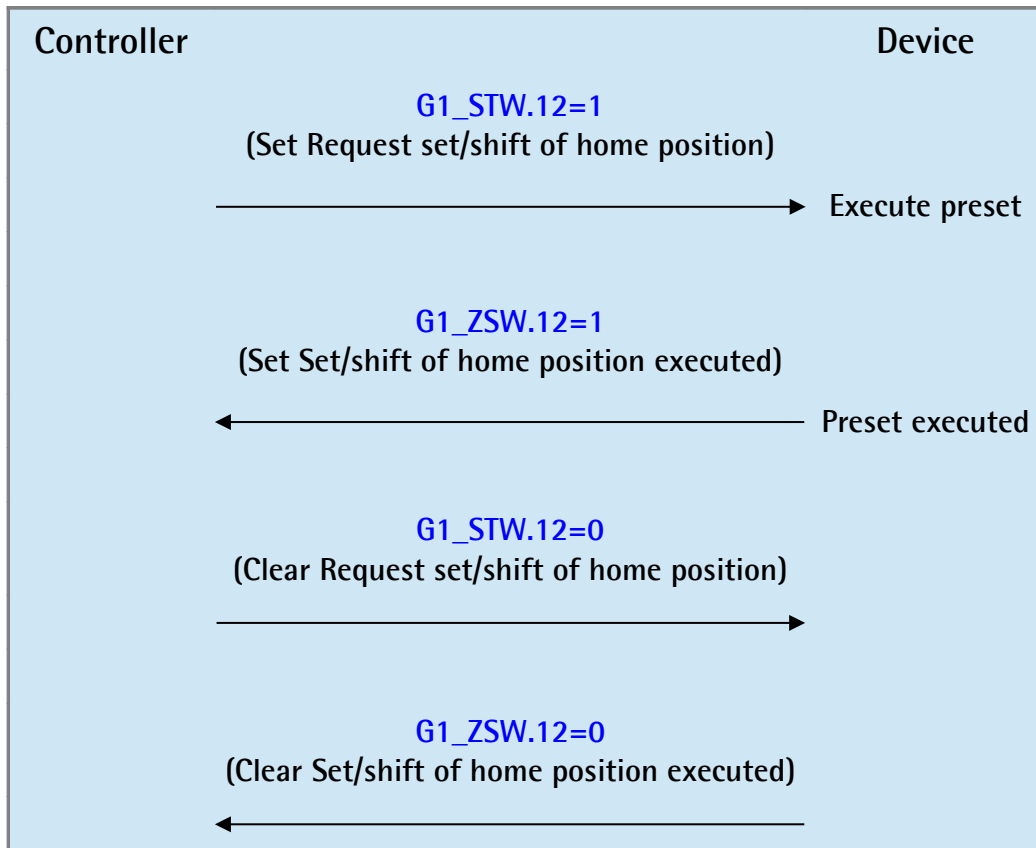 Controller
Device
G1_STW.12=1
(Set Request set/shift of home position)
Execute preset
G1_ZSW.12=1
(Set Set/shift of home position executed)
Preset executed
G1_STW.12=0
(Clear Request set/shift of home position)
G1_ZSW.12=0
(Clear Set/shift of home position executed)